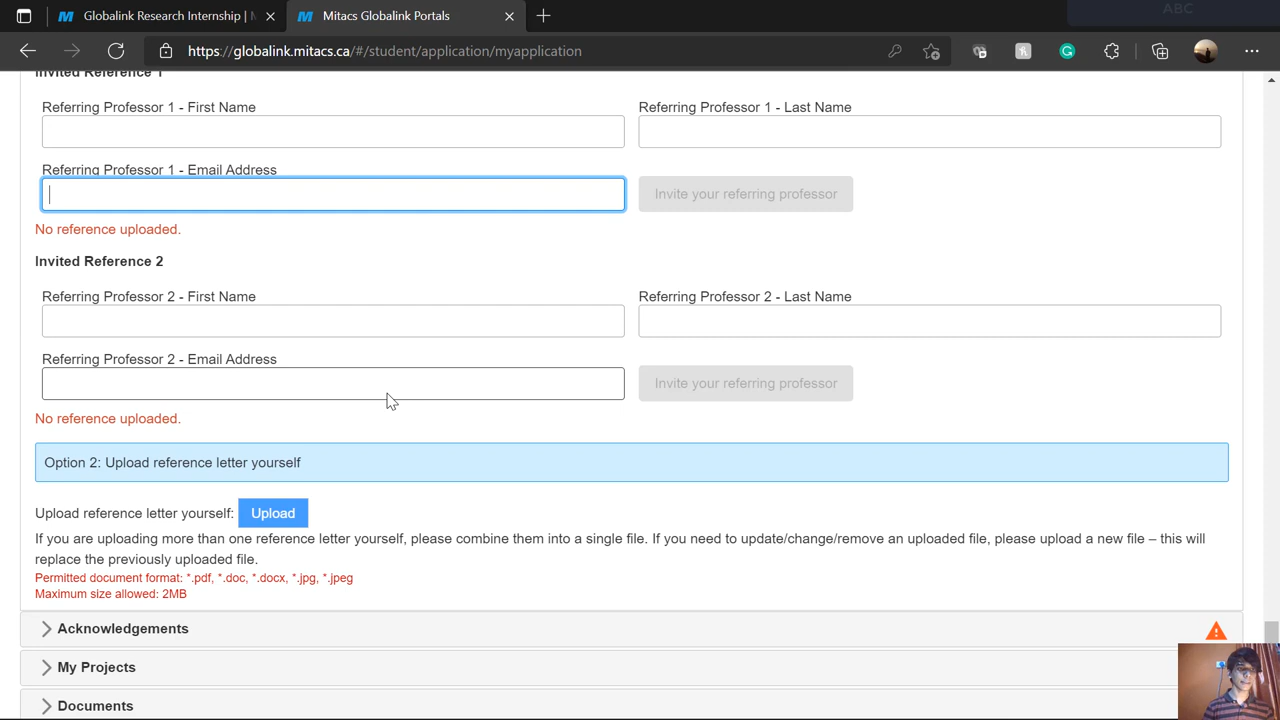 ABC
Globalink Research Internship | M
Mitacs Globalink Portals
https://globalink.mitacs.ca/#/student/application/myapplication
Invited Reference 1
Referring Professor 1 - First Name
Referring Professor 1 - Last Name
Referring Professor 1 - Email Address
Invite your referring professor
No reference uploaded.
Invited Reference 2
Referring Professor 2 - First Name
Referring Professor 2 - Last Name
Referring Professor 2 - Email Address
Invite your referring professor
No reference uploaded.
Option 2: Upload reference letter yourself
Upload reference letter yourself: Upload
If you are uploading more than one reference letter yourself, please combine them into a single file. If you need to update/change/remove an uploaded file, please upload a new file – this will
replace the previously uploaded file.
Permitted document format: *.pdf, *.doc, *.docx, *.jpg, *.jpeg
Maximum size allowed: 2MB
Acknowledgements
My Projects
Documents